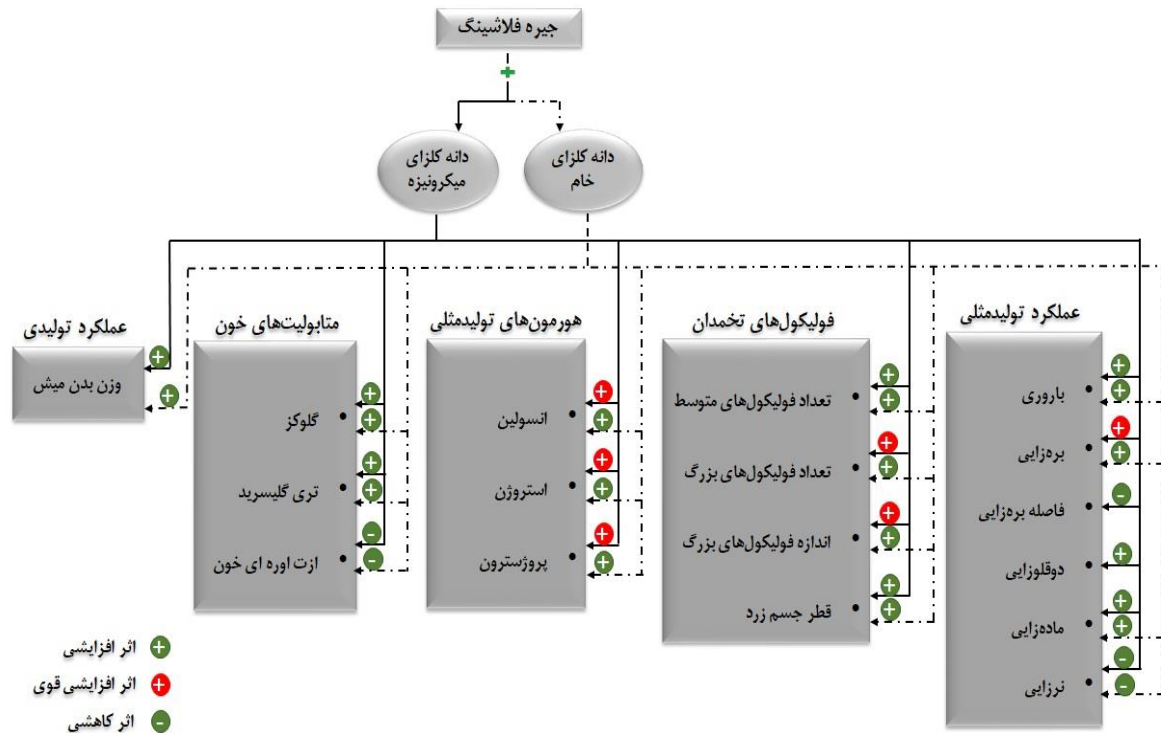 جیره فلاشینگ
دانه کلزای
خام
دانه کلزای
میکرونیزه
عملکرد تولیدمثلی
باروری
بره‌زایی
فاصله بره‌زایی
دوقلوزایی
ماده‌زایی
نرزایی
فولیکول‌های تخمدان
تعداد فولیکول‌های متوسط
تعداد فولیکول‌های بزرگ
اندازه فولیکول‌های بزرگ
قطر جسم زرد
هورمون‌های تولیدمثلی
انسولین
استروژن
پروژسترون
متابولیت‌های خون
گلوکز
تری گلیسرید
ازت اوره ای خون
عملکرد تولیدی
وزن بدن میش
اثر افزایشی
اثر افزایشی قوی
اثر کاهشی